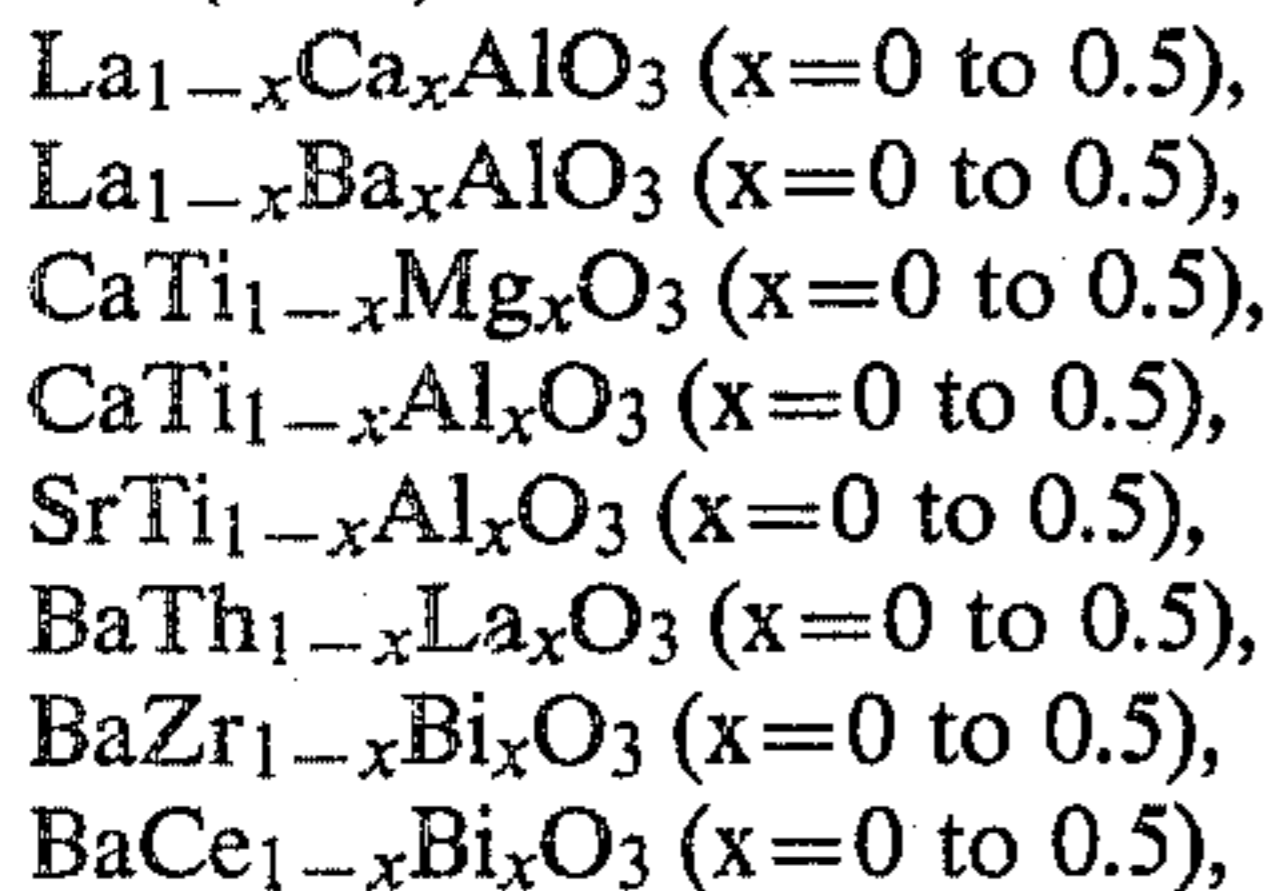 La₁₋ₓCaₓAlO₃ (x=0 to 0.5),
La₁₋ₓBaₓAlO₃ (x=0 to 0.5),
CaTi₁₋ₓMgₓO₃ (x=0 to 0.5),
CaTi₁₋ₓAlₓO₃ (x=0 to 0.5),
SrTi₁₋ₓAlₓO₃ (x=0 to 0.5),
BaTh₁₋ₓLaₓO₃ (x=0 to 0.5),
BaZr₁₋ₓBiₓO₃ (x=0 to 0.5),
BaCe₁₋ₓBiₓO₃ (x=0 to 0.5),